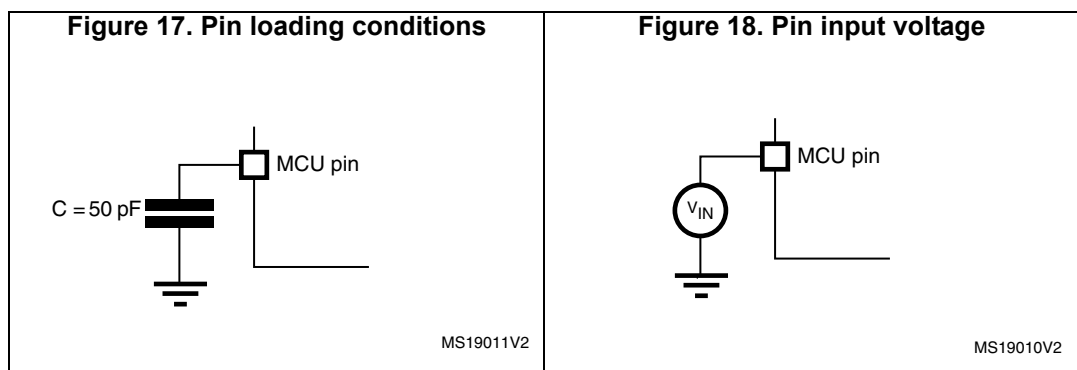 Figure 17. Pin loading conditions
MCU pin
C = 50 pF
MS19011V2
Figure 18. Pin input voltage
MCU pin
VIN
MS19010V2